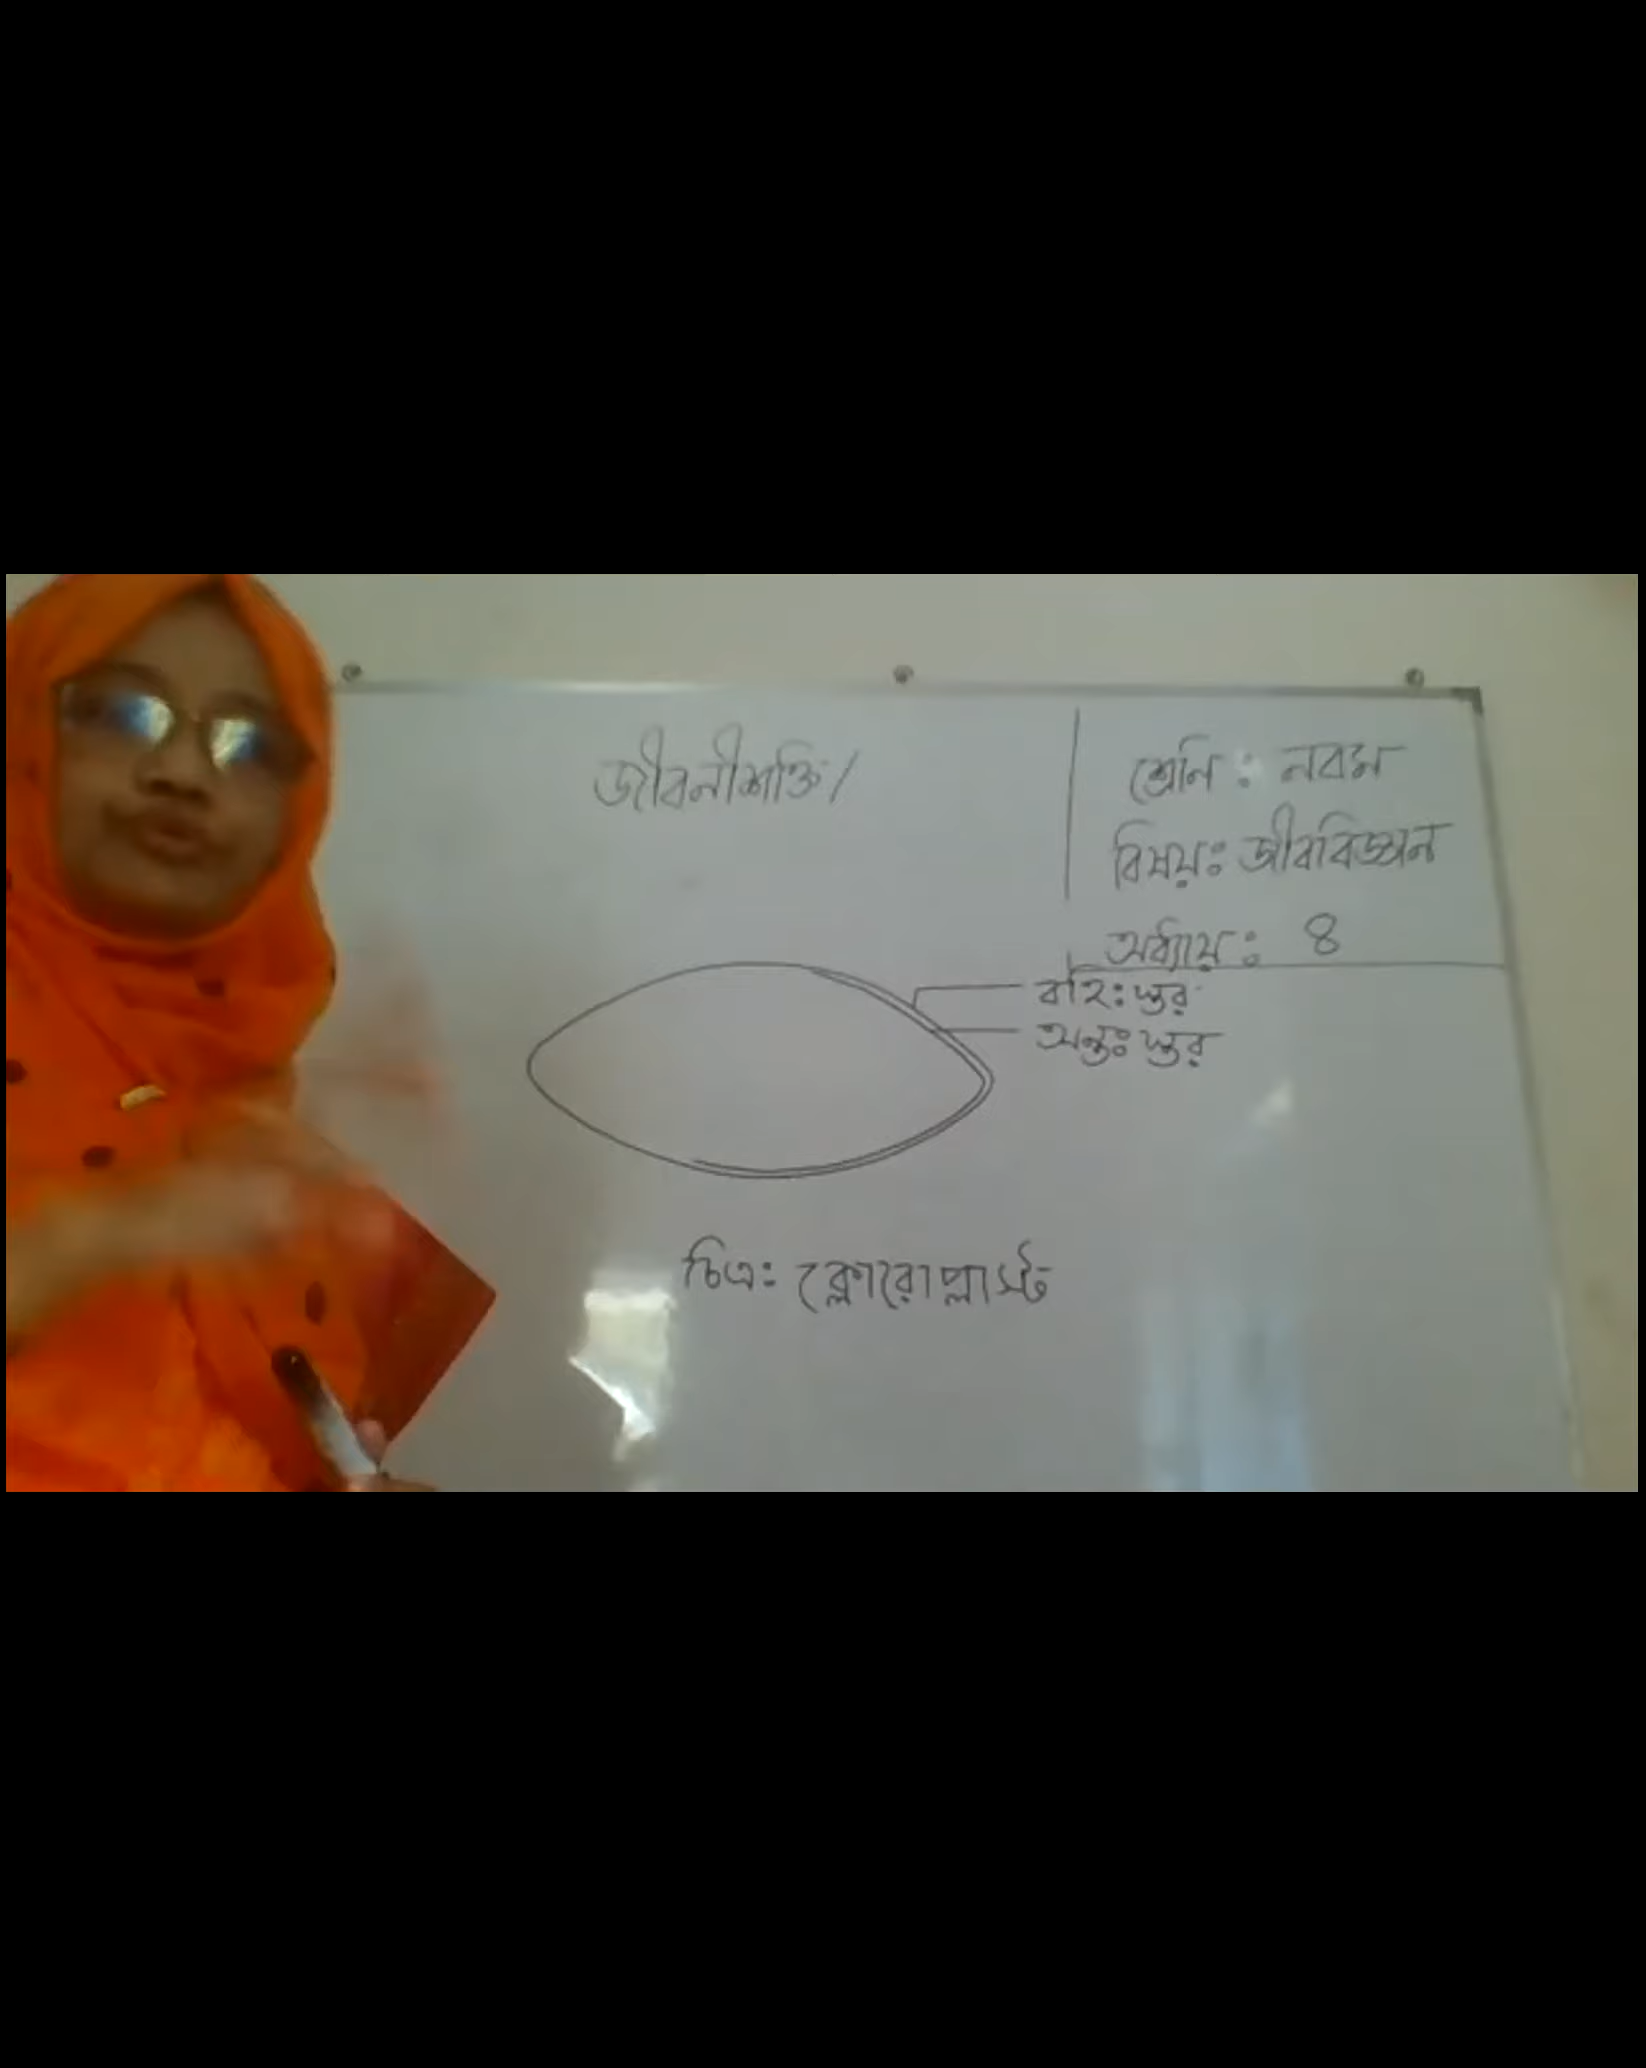 জীবনীশক্তি/
শ্রেনি : নবম
বিষয়ঃ জীববিজ্ঞান
অধ্যায় : ৪
বহিঃস্তর
অন্তঃস্তর
চিত্রঃ ক্লোরোপ্লাস্ট